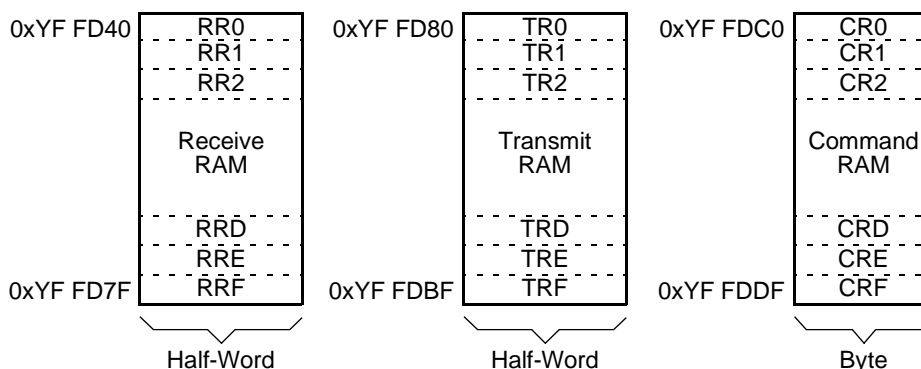 0xYF FD40 RR0 0xYF FD80 TR0 0xYF FDC0 CR0
RR1 TR1 CR1
RR2 TR2 CR2
Receive Transmit Command
RAM RAM RAM
RRD TRD CRD
RRE TRE CRE
0xYF FD7F RRF 0xYF FDBF TRF 0xYF FDDF CRF
Half-Word Half-Word Byte